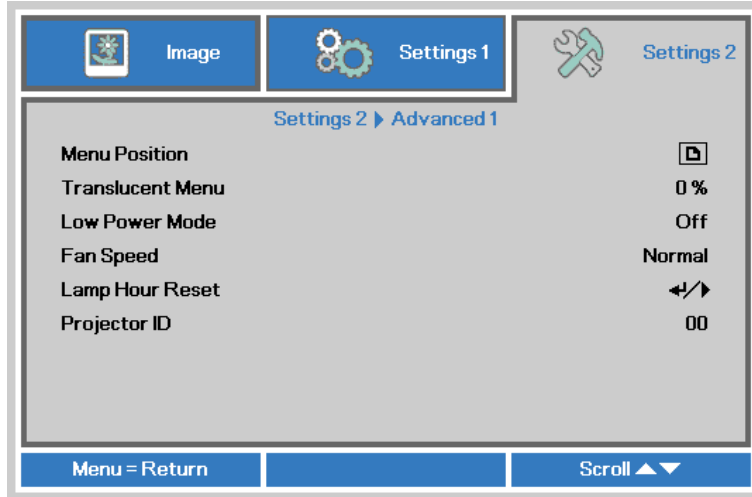 Image
Settings 1
Settings 2
Settings 2 ▶ Advanced 1
Menu Position
Translucent Menu 0 %
Low Power Mode Off
Fan Speed Normal
Lamp Hour Reset ↵/▶
Projector ID 00
Menu = Return
Scroll ▲▼